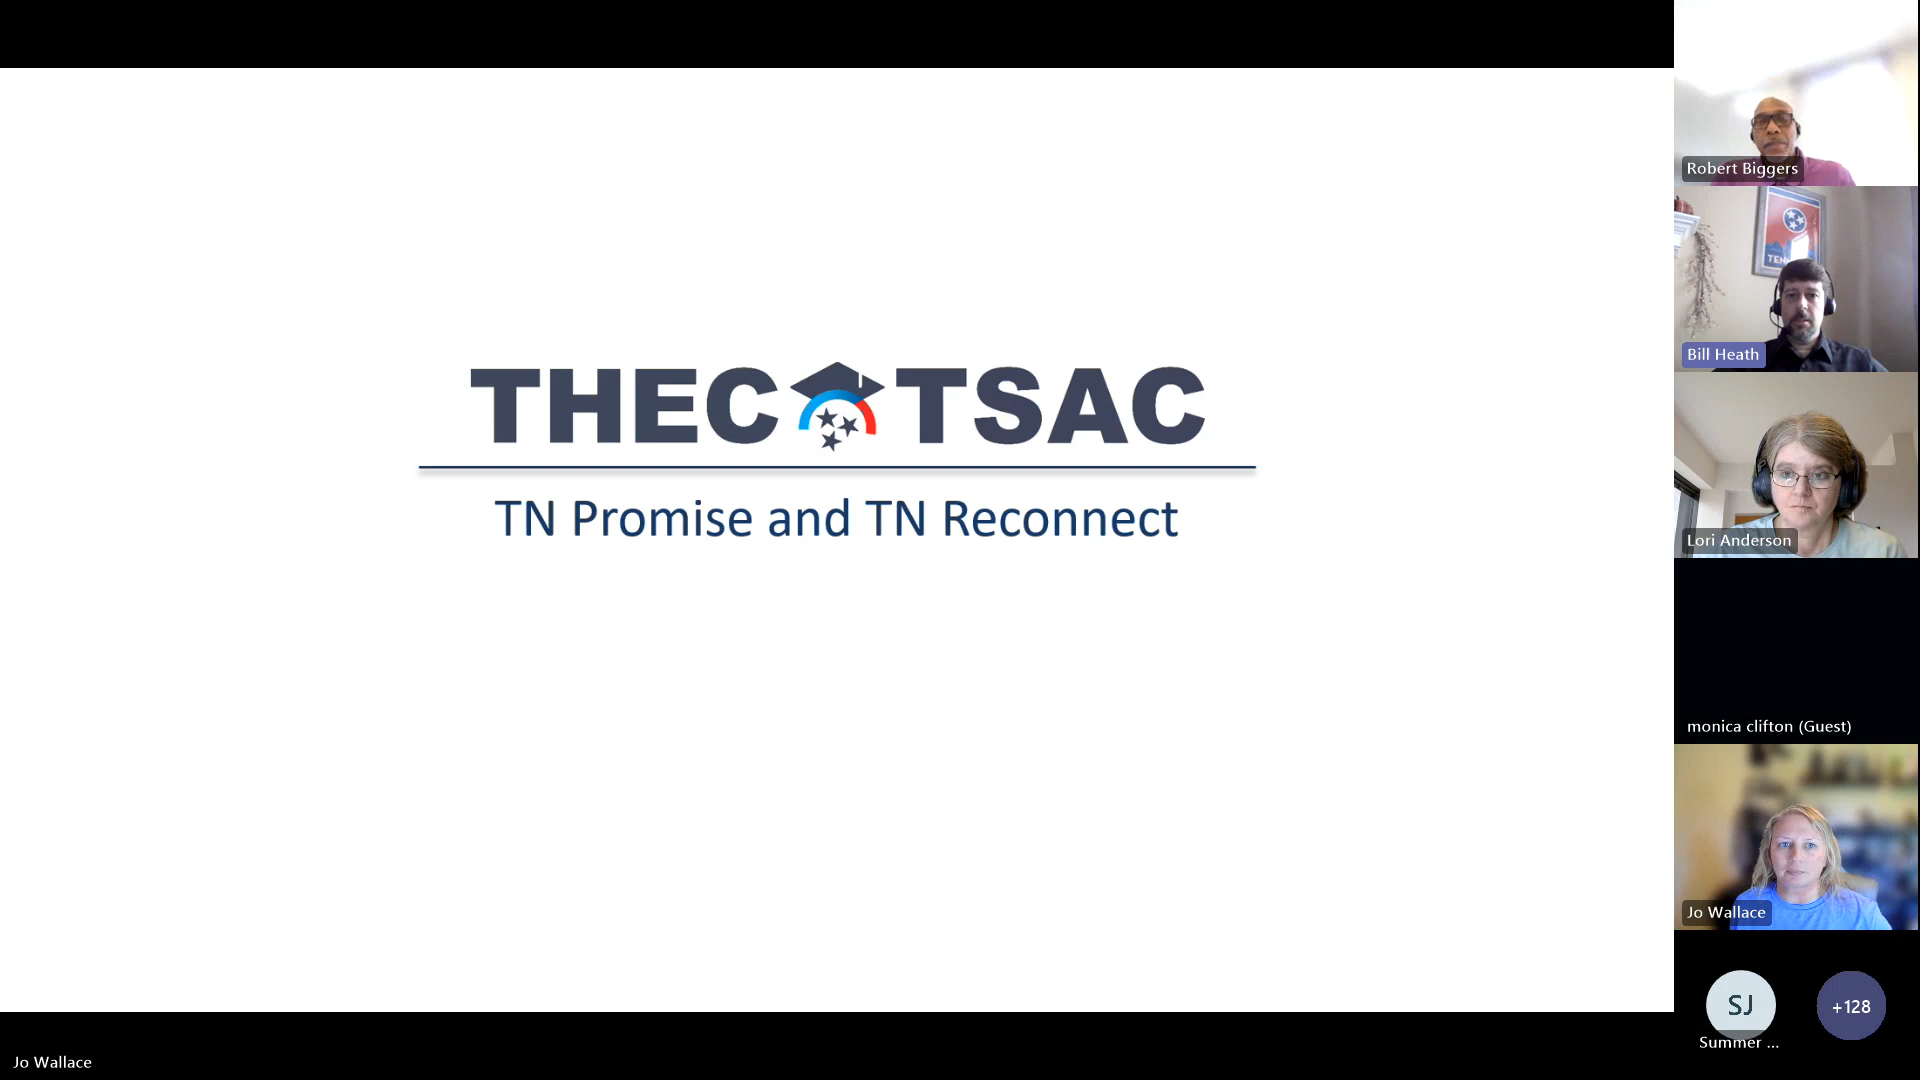 THEC TSAC
TN Promise and TN Reconnect
Robert Biggers
TEN
Bill Heath
Lori Anderson
monica clifton (Guest)
Jo Wallace
SJ
+128
Summer ...
Jo Wallace